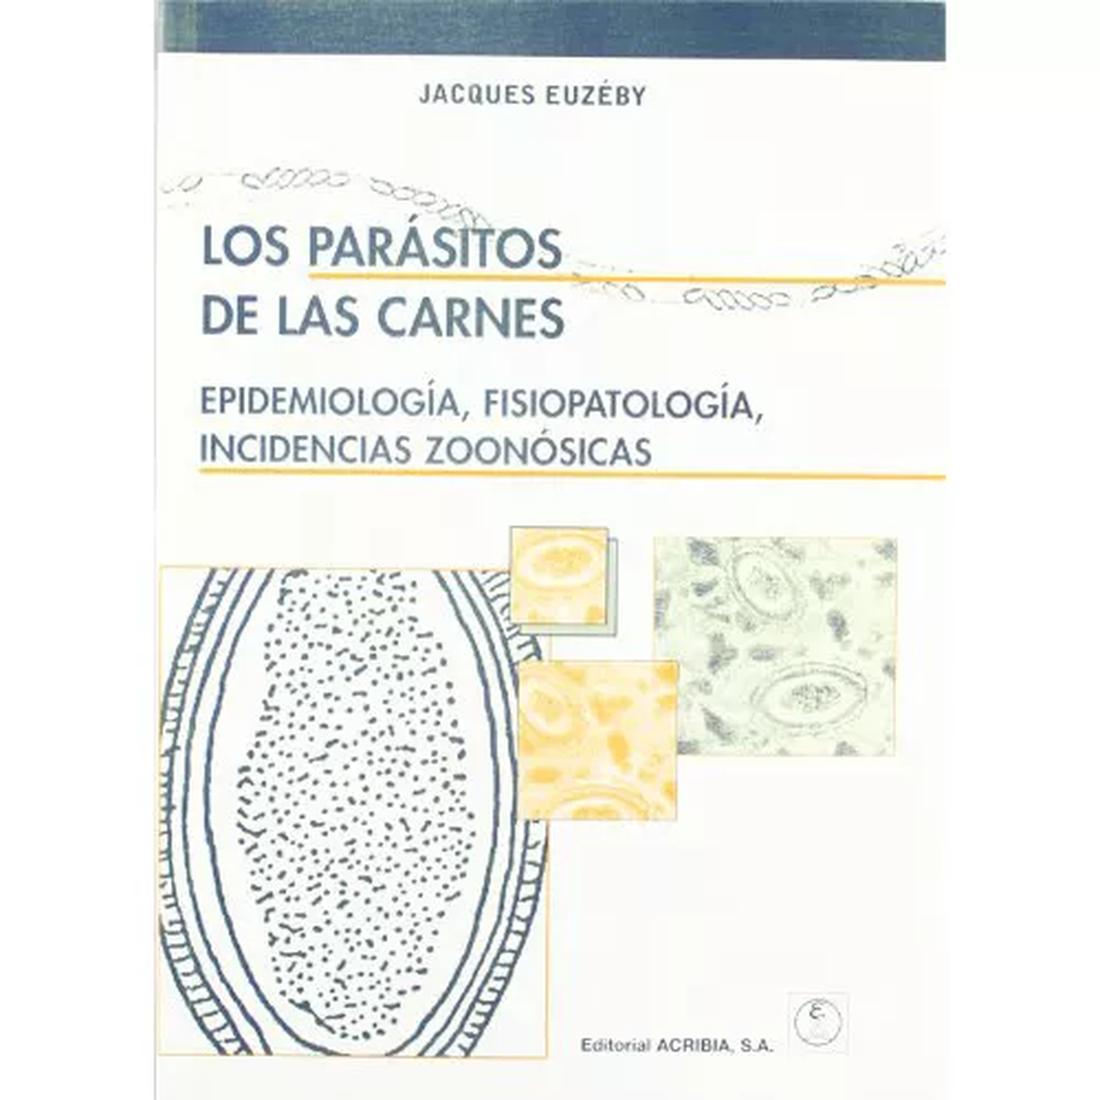 JACQUES EUZÉBY
LOS PARÁSITOS
DE LAS CARNES
EPIDEMIOLOGÍA, FISIOPATOLOGÍA,
INCIDENCIAS ZOONÓSICAS
Editorial ACRIBIA, S.A.